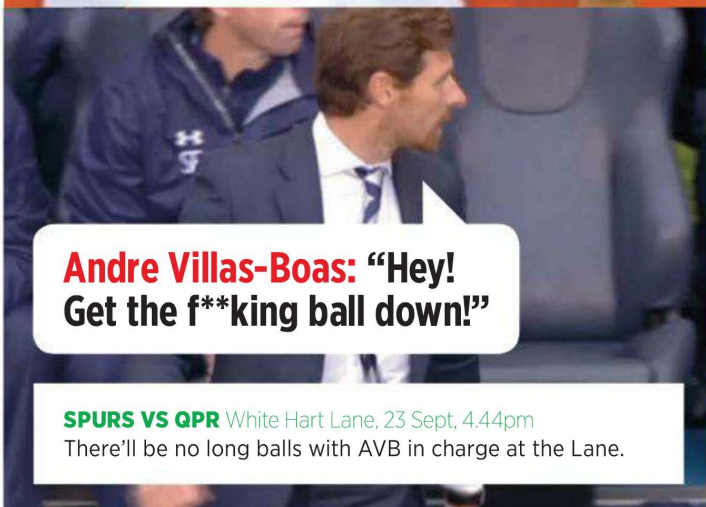 Andre Villas-Boas: “Hey!
Get the f**king ball down!”
SPURS VS QPR White Hart Lane, 23 Sept, 4.44pm
There’ll be no long balls with AVB in charge at the Lane.